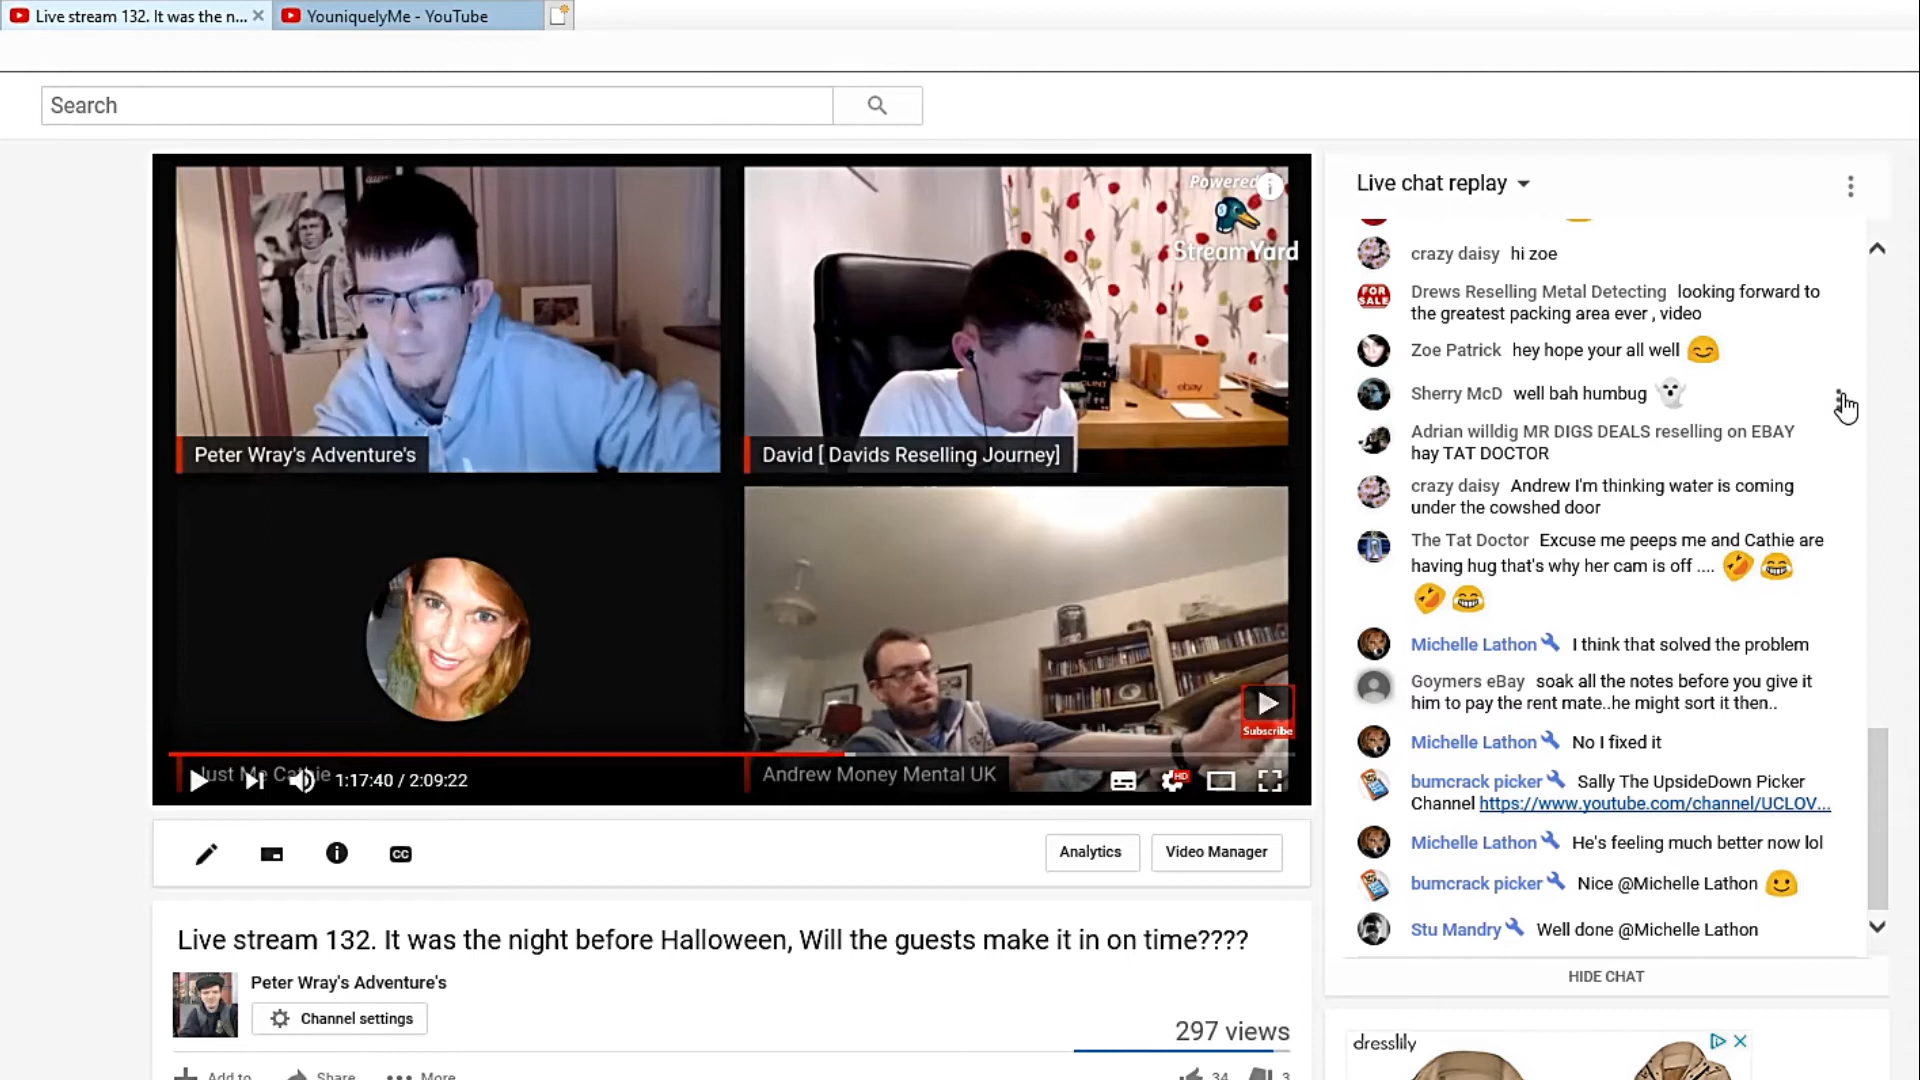 Live stream 132. It was the n...
YouniquelyMe - YouTube
Search
Powered
StreamYard
Peter Wray's Adventure's
David [ Davids Reselling Journey]
ebay
Just Me Cathie
Andrew Money Mental UK
Subscribe
1:17:40 / 2:09:22
HD
CC
Analytics
Video Manager
Live stream 132. It was the night before Halloween, Will the guests make it in on time????
Peter Wray's Adventure's
Channel settings
297 views
Add to
Share
More
34
3
Live chat replay
crazy daisy hi zoe
FOR SALE
Drews Reselling Metal Detecting looking forward to
the greatest packing area ever , video
Zoe Patrick hey hope your all well 😊
Sherry McD well bah humbug 👻
Adrian willdig MR DIGS DEALS reselling on EBAY
hay TAT DOCTOR
crazy daisy Andrew I'm thinking water is coming
under the cowshed door
The Tat Doctor Excuse me peeps me and Cathie are
having hug that's why her cam is off .... 🤣 😂
🤣 😂
Michelle Lathon I think that solved the problem
Goymers eBay soak all the notes before you give it
him to pay the rent mate..he might sort it then..
Michelle Lathon No I fixed it
bumcrack picker Sally The UpsideDown Picker
Channel https://www.youtube.com/channel/UCLOV...
Michelle Lathon He's feeling much better now lol
bumcrack picker Nice @Michelle Lathon 🙂
Stu Mandry Well done @Michelle Lathon
HIDE CHAT
dresslily